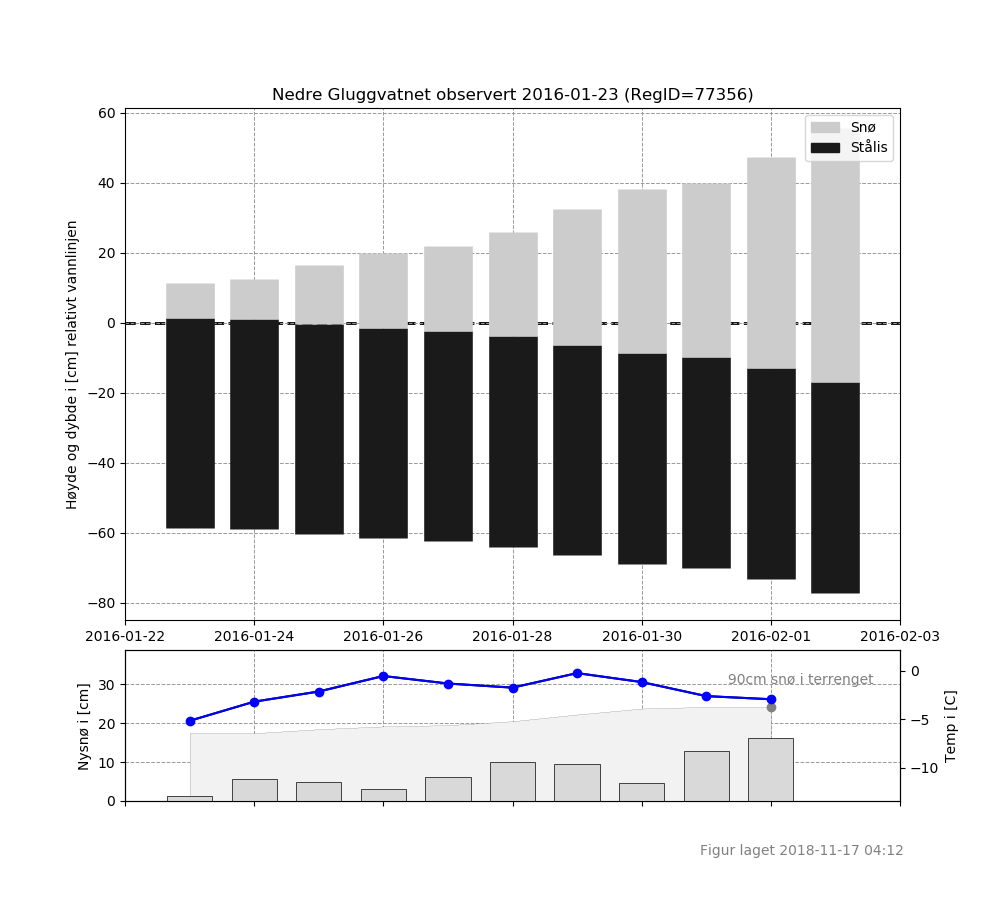 Nedre Gluggvatnet observert 2016-01-23 (RegID=77356)
Snø
Stålis
Høyde og dybde i [cm] relativt vannlinjen
60
40
20
0
−20
−40
−60
−80
2016-01-22 2016-01-24 2016-01-26 2016-01-28 2016-01-30 2016-02-01 2016-02-03
Nysnø i [cm]
30
20
10
0
90cm snø i terrenget
0
−5
−10
Temp i [C]
Figur laget 2018-11-17 04:12